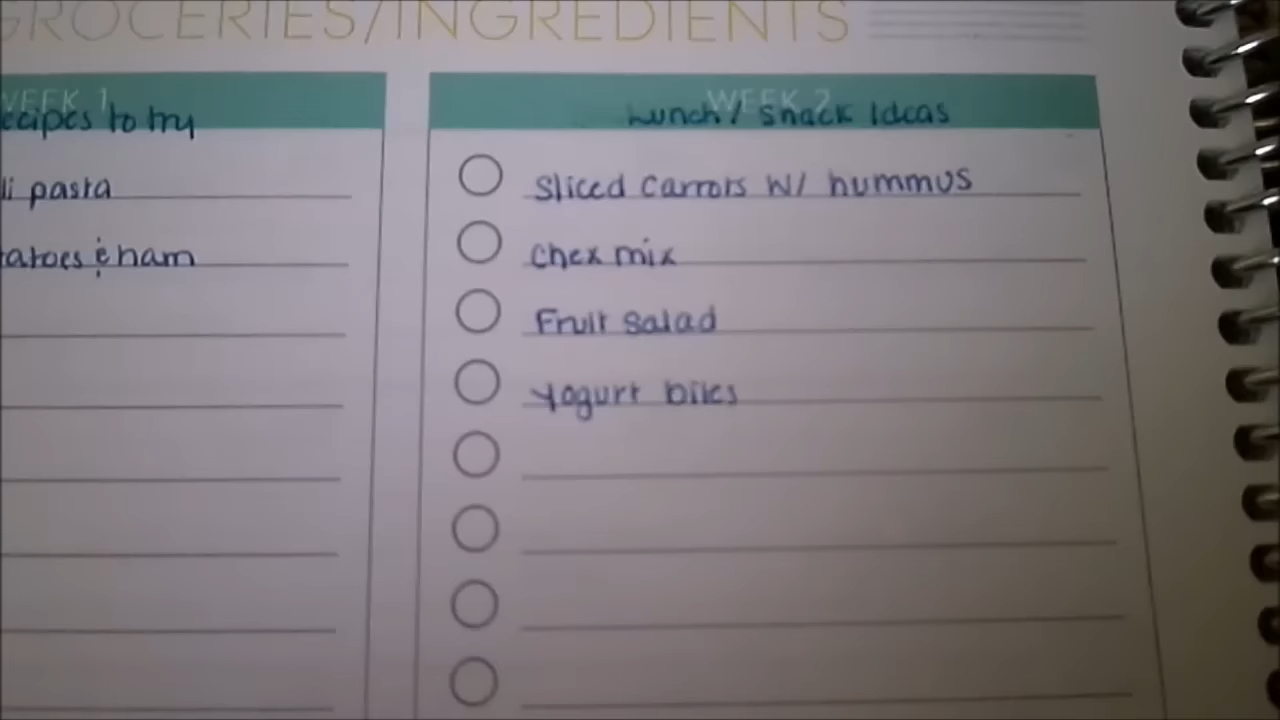 GROCERIES/INGREDIENTS
WEEK 1
ecipes to try
li pasta
atoes & ham
WEEK 2
Lunch / Snack Ideas
Sliced Carrots W/ hummus
Chex mix
Fruit Salad
Yogurt bites